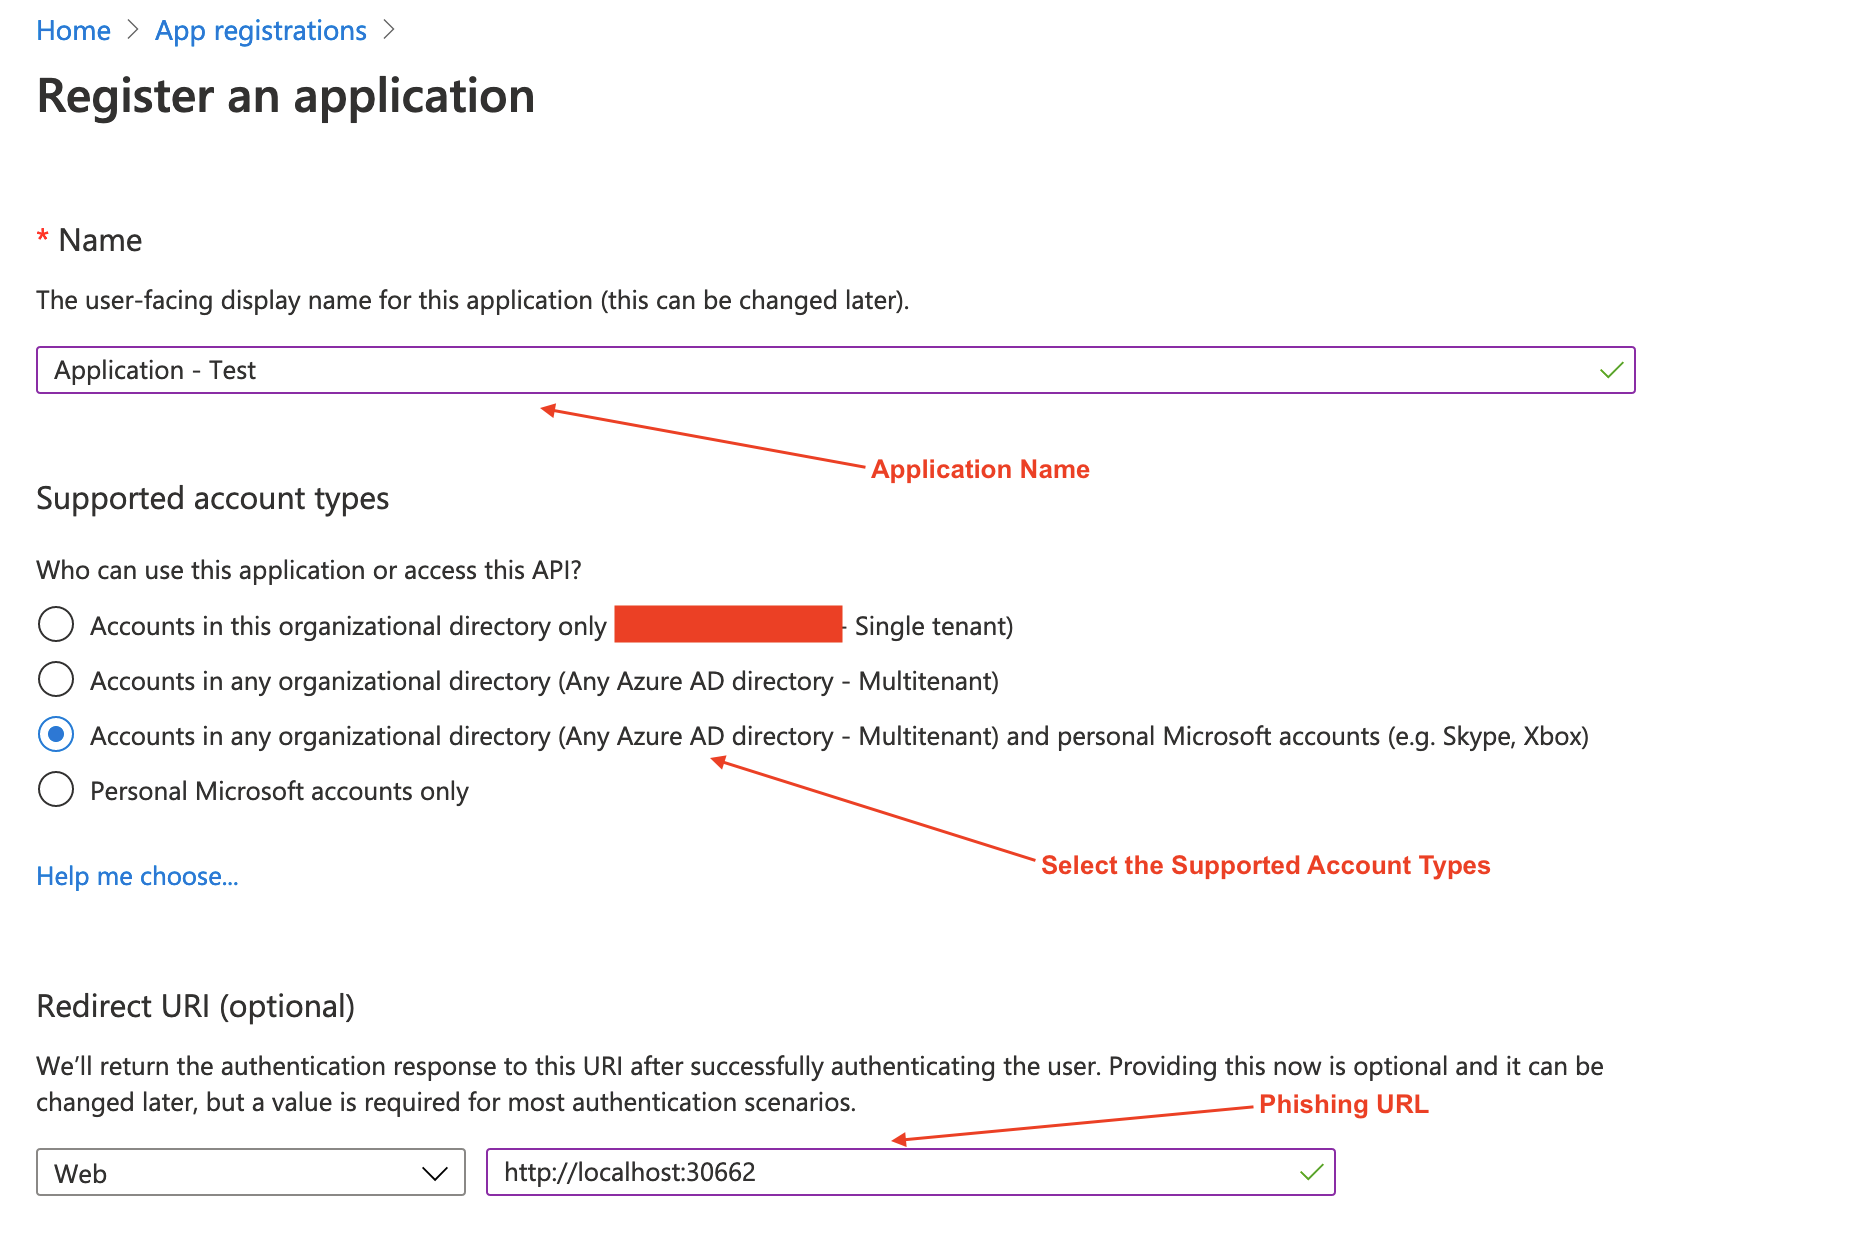 Home > App registrations >
Register an application
* Name
The user-facing display name for this application (this can be changed later).
Application - Test
Application Name
Supported account types
Who can use this application or access this API?
Accounts in this organizational directory only - Single tenant)
Accounts in any organizational directory (Any Azure AD directory - Multitenant)
Accounts in any organizational directory (Any Azure AD directory - Multitenant) and personal Microsoft accounts (e.g. Skype, Xbox)
Personal Microsoft accounts only
Select the Supported Account Types
Help me choose...
Redirect URI (optional)
We’ll return the authentication response to this URI after successfully authenticating the user. Providing this now is optional and it can be
changed later, but a value is required for most authentication scenarios.
Phishing URL
Web
http://localhost:30662